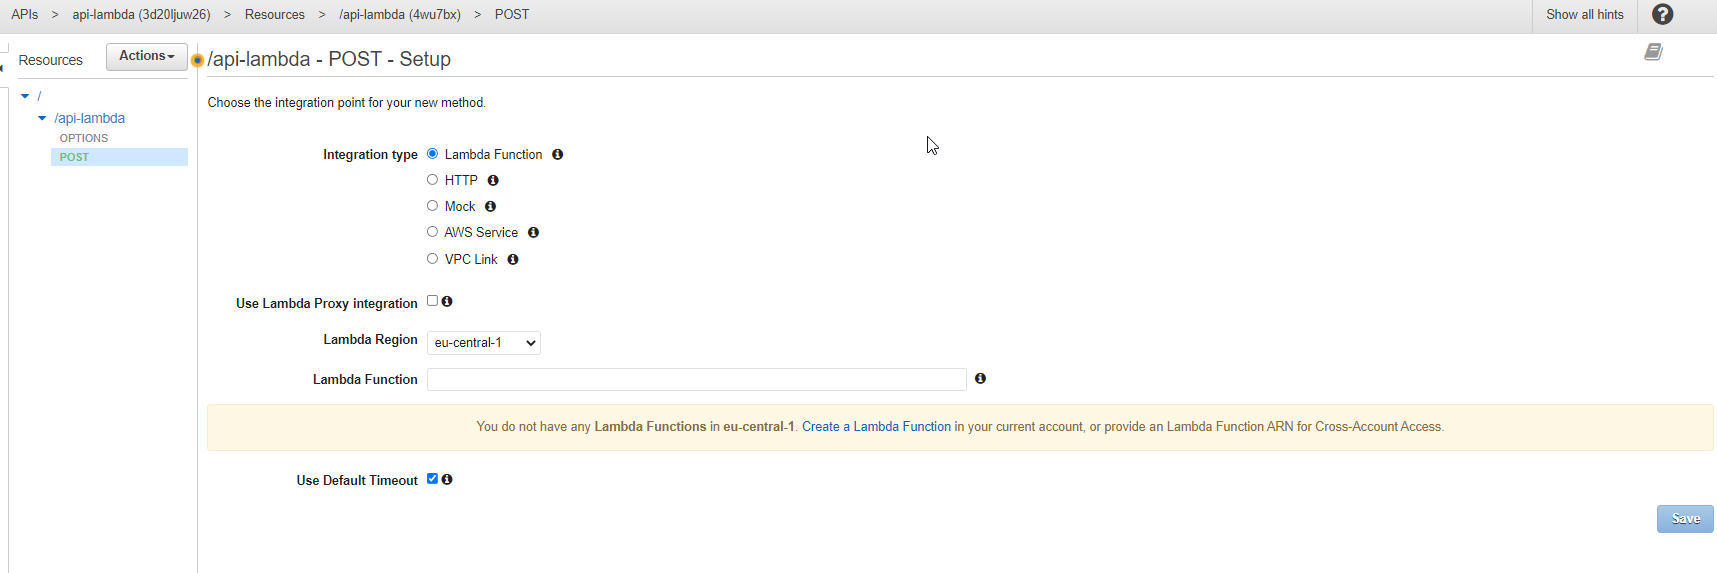 APIs > api-lambda (3d20ljuw26) > Resources > /api-lambda (4wu7bx) > POST
Show all hints
Resources
Actions
/
/api-lambda
OPTIONS
POST
/api-lambda - POST - Setup
Choose the integration point for your new method.
Integration type
Lambda Function
HTTP
Mock
AWS Service
VPC Link
Use Lambda Proxy integration
Lambda Region eu-central-1
Lambda Function
You do not have any Lambda Functions in eu-central-1. Create a Lambda Function in your current account, or provide an Lambda Function ARN for Cross-Account Access.
Use Default Timeout
Save